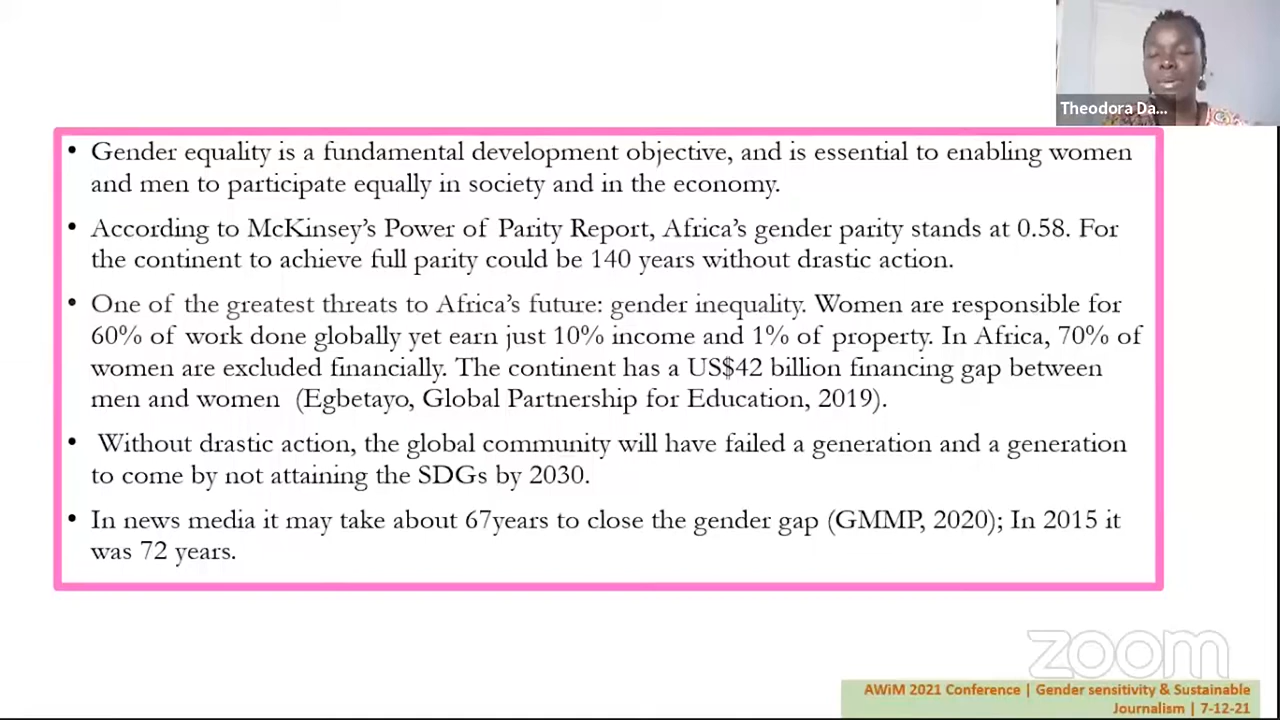 Theodora Da...
• Gender equality is a fundamental development objective, and is essential to enabling women
and men to participate equally in society and in the economy.
• According to McKinsey's Power of Parity Report, Africa's gender parity stands at 0.58. For
the continent to achieve full parity could be 140 years without drastic action.
• One of the greatest threats to Africa's future: gender inequality. Women are responsible for
60% of work done globally yet earn just 10% income and 1% of property. In Africa, 70% of
women are excluded financially. The continent has a US$42 billion financing gap between
men and women (Egbetayo, Global Partnership for Education, 2019).
• Without drastic action, the global community will have failed a generation and a generation
to come by not attaining the SDGs by 2030.
• In news media it may take about 67years to close the gender gap (GMMP, 2020); In 2015 it
was 72 years.
zoom
AWiM 2021 Conference | Gender sensitivity & Sustainable
Journalism | 7-12-21